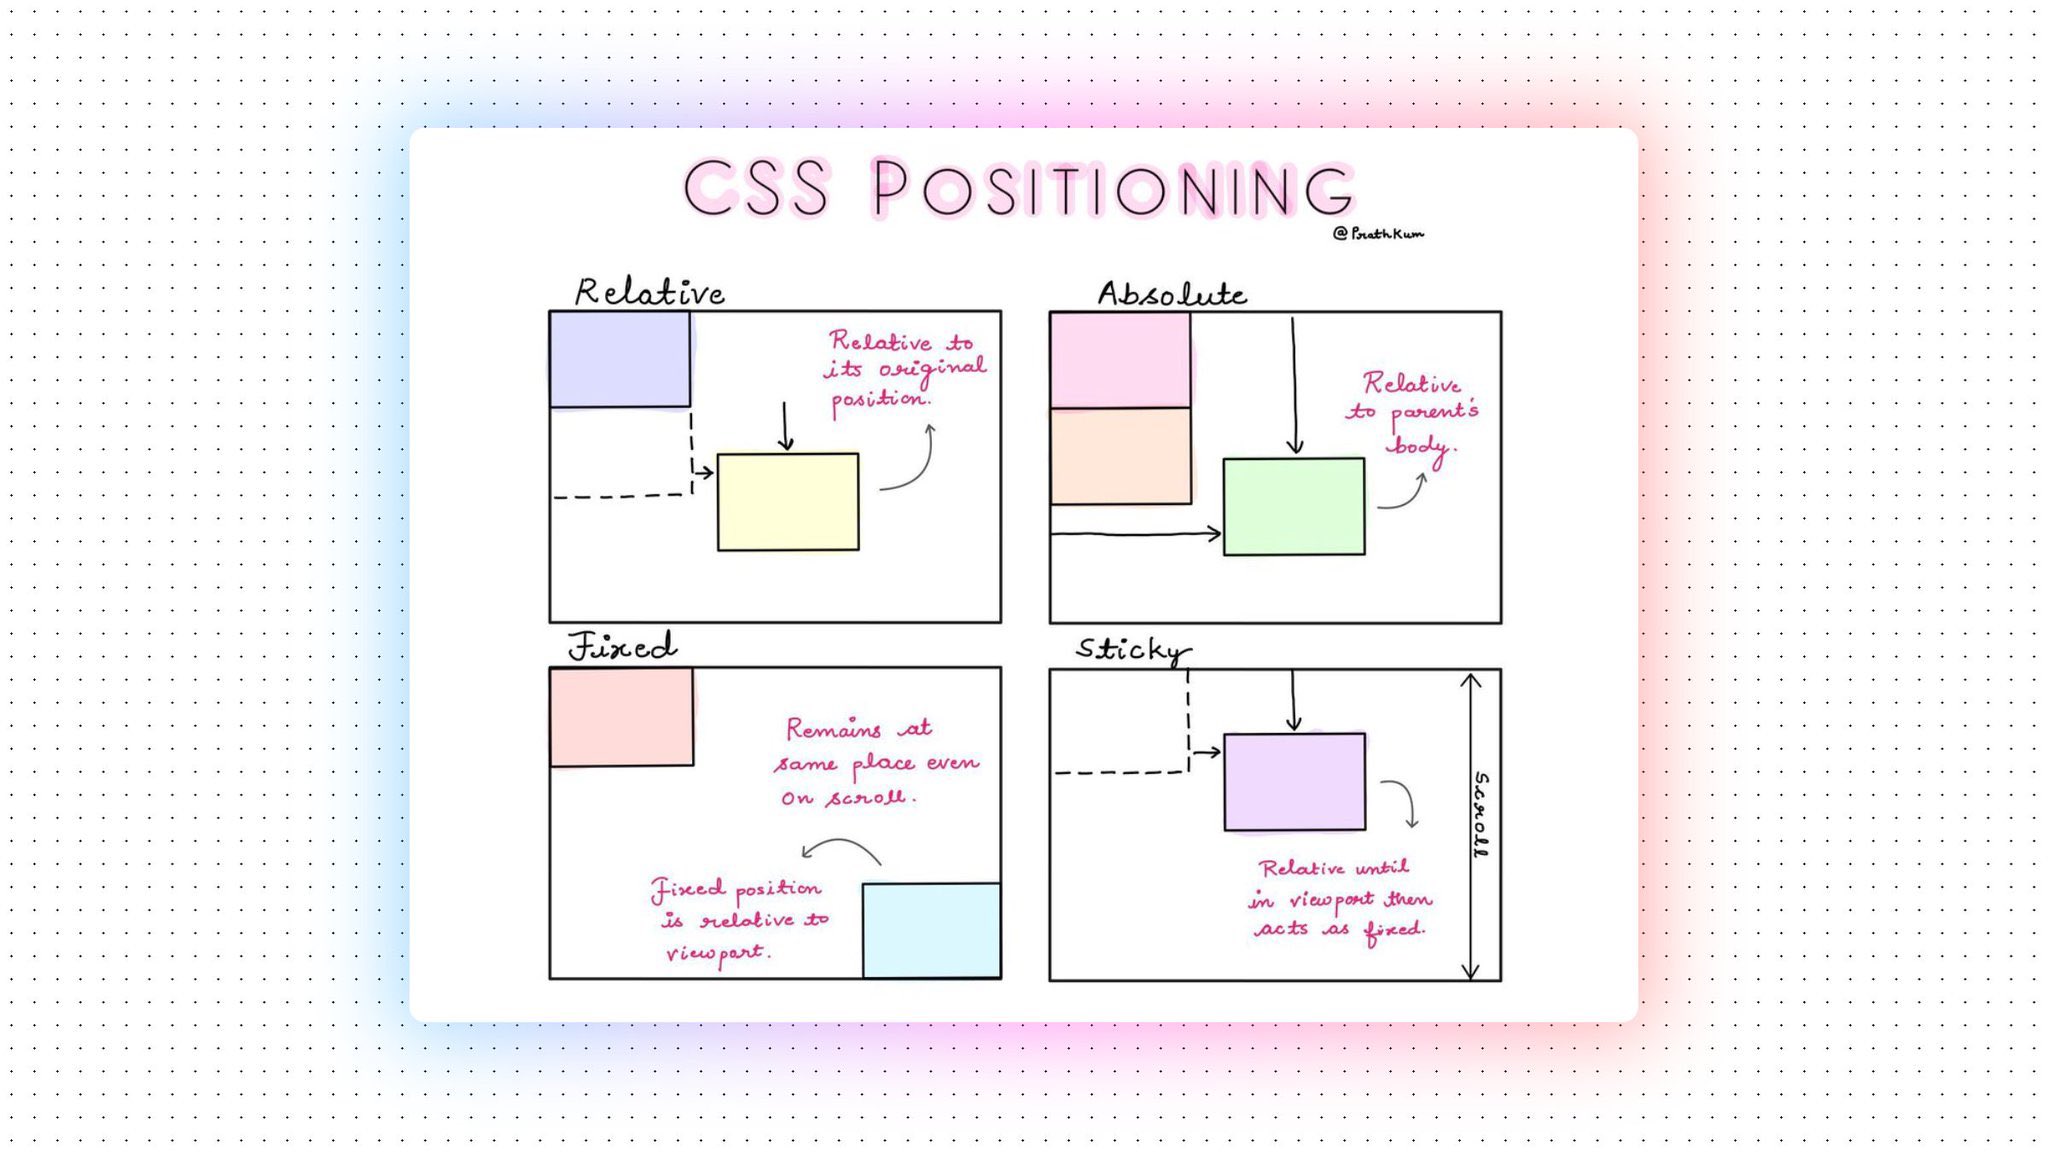 CSS POSITIONING
@PrathKum
Relative
Relative to
its original
position.
Absolute
Relative
to parent's
body.
Fixed
Remains at
same place even
on scroll.
Fixed position
is relative to
viewport.
Sticky
Scroll
Relative until
in viewport then
acts as fixed.